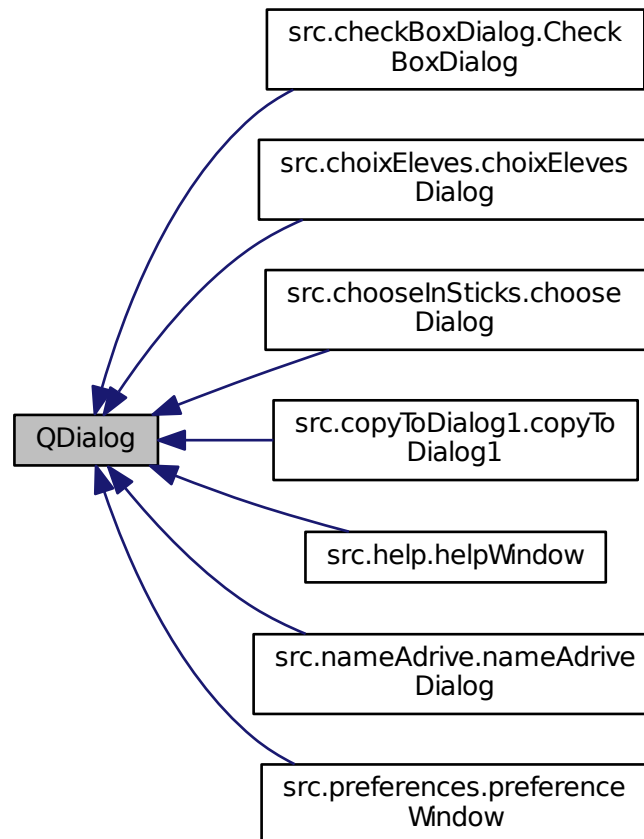 src.checkBoxDialog.Check
BoxDialog
src.choixEleves.choixEleves
Dialog
src.chooseInSticks.choose
Dialog
QDialog
src.copyToDialog1.copyTo
Dialog1
src.help.helpWindow
src.nameAdrive.nameAdrive
Dialog
src.preferences.preference
Window